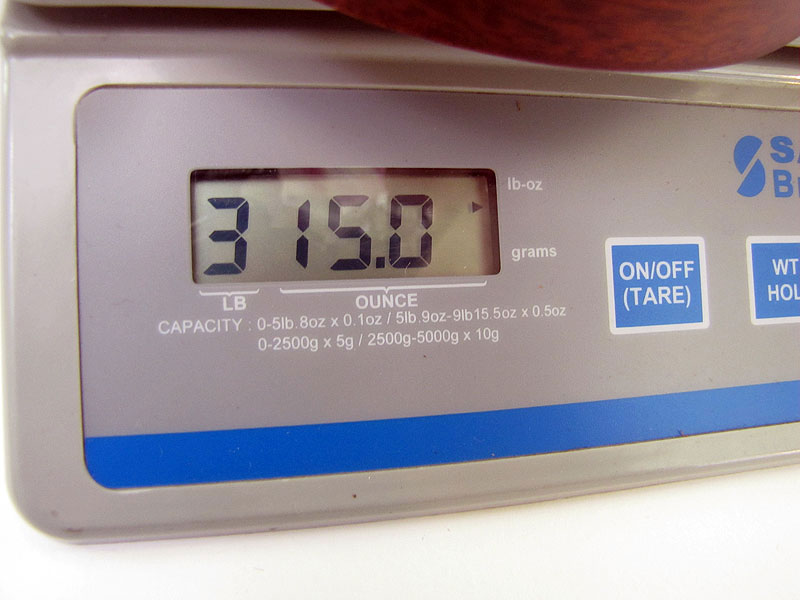 lb-oz
3 15.0
grams
LB OUNCE
CAPACITY : 0-5lb.8oz x 0.1oz / 5lb.9oz-9lb15.5oz x 0.5oz
0-2500g x 5g / 2500g-5000g x 10g
ON/OFF
(TARE)